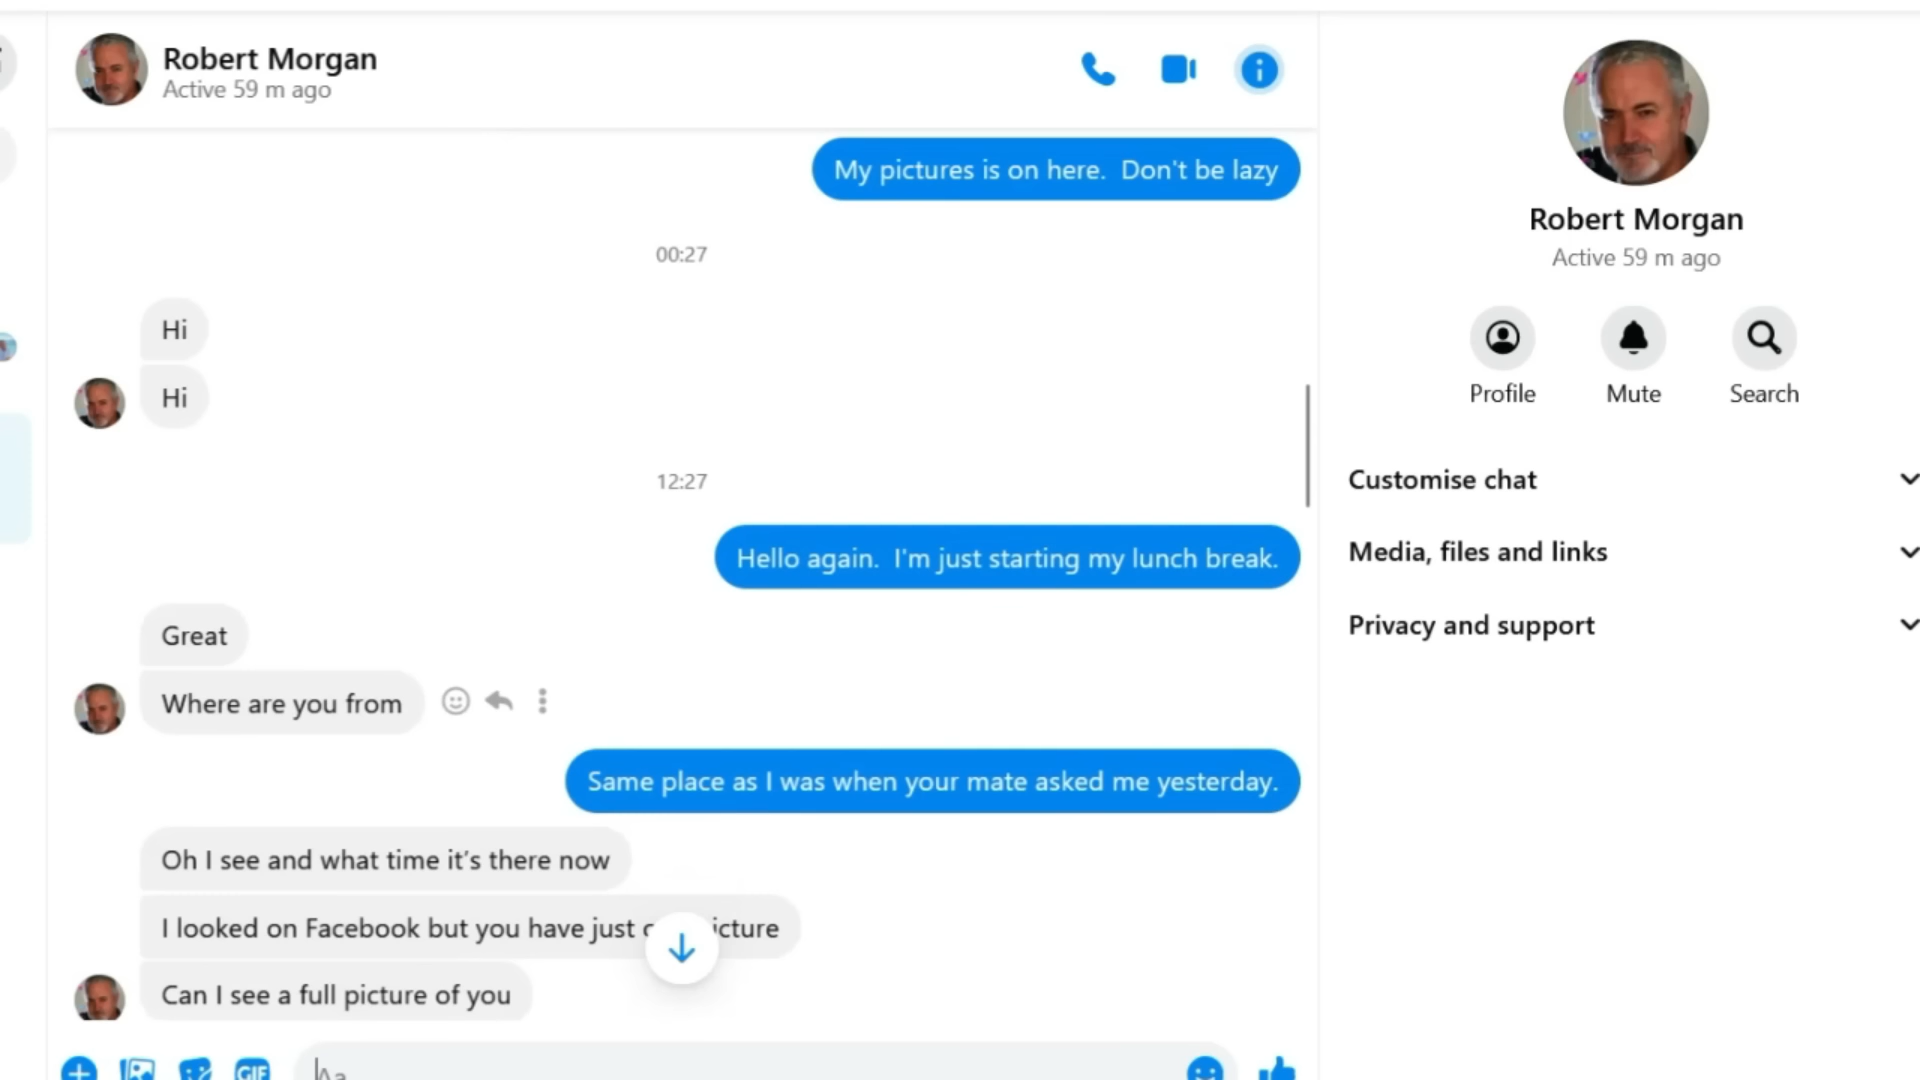 Robert Morgan
Active 59 m ago
My pictures is on here.  Don't be lazy
00:27
Hi
Hi
12:27
Hello again.  I'm just starting my lunch break.
Great
Where are you from
Same place as I was when your mate asked me yesterday.
Oh I see and what time it’s there now
I looked on Facebook but you have just
Can I see a full picture of you
GIF
Aa
Robert Morgan
Active 59 m ago
Profile
Mute
Search
Customise chat
Media, files and links
Privacy and support